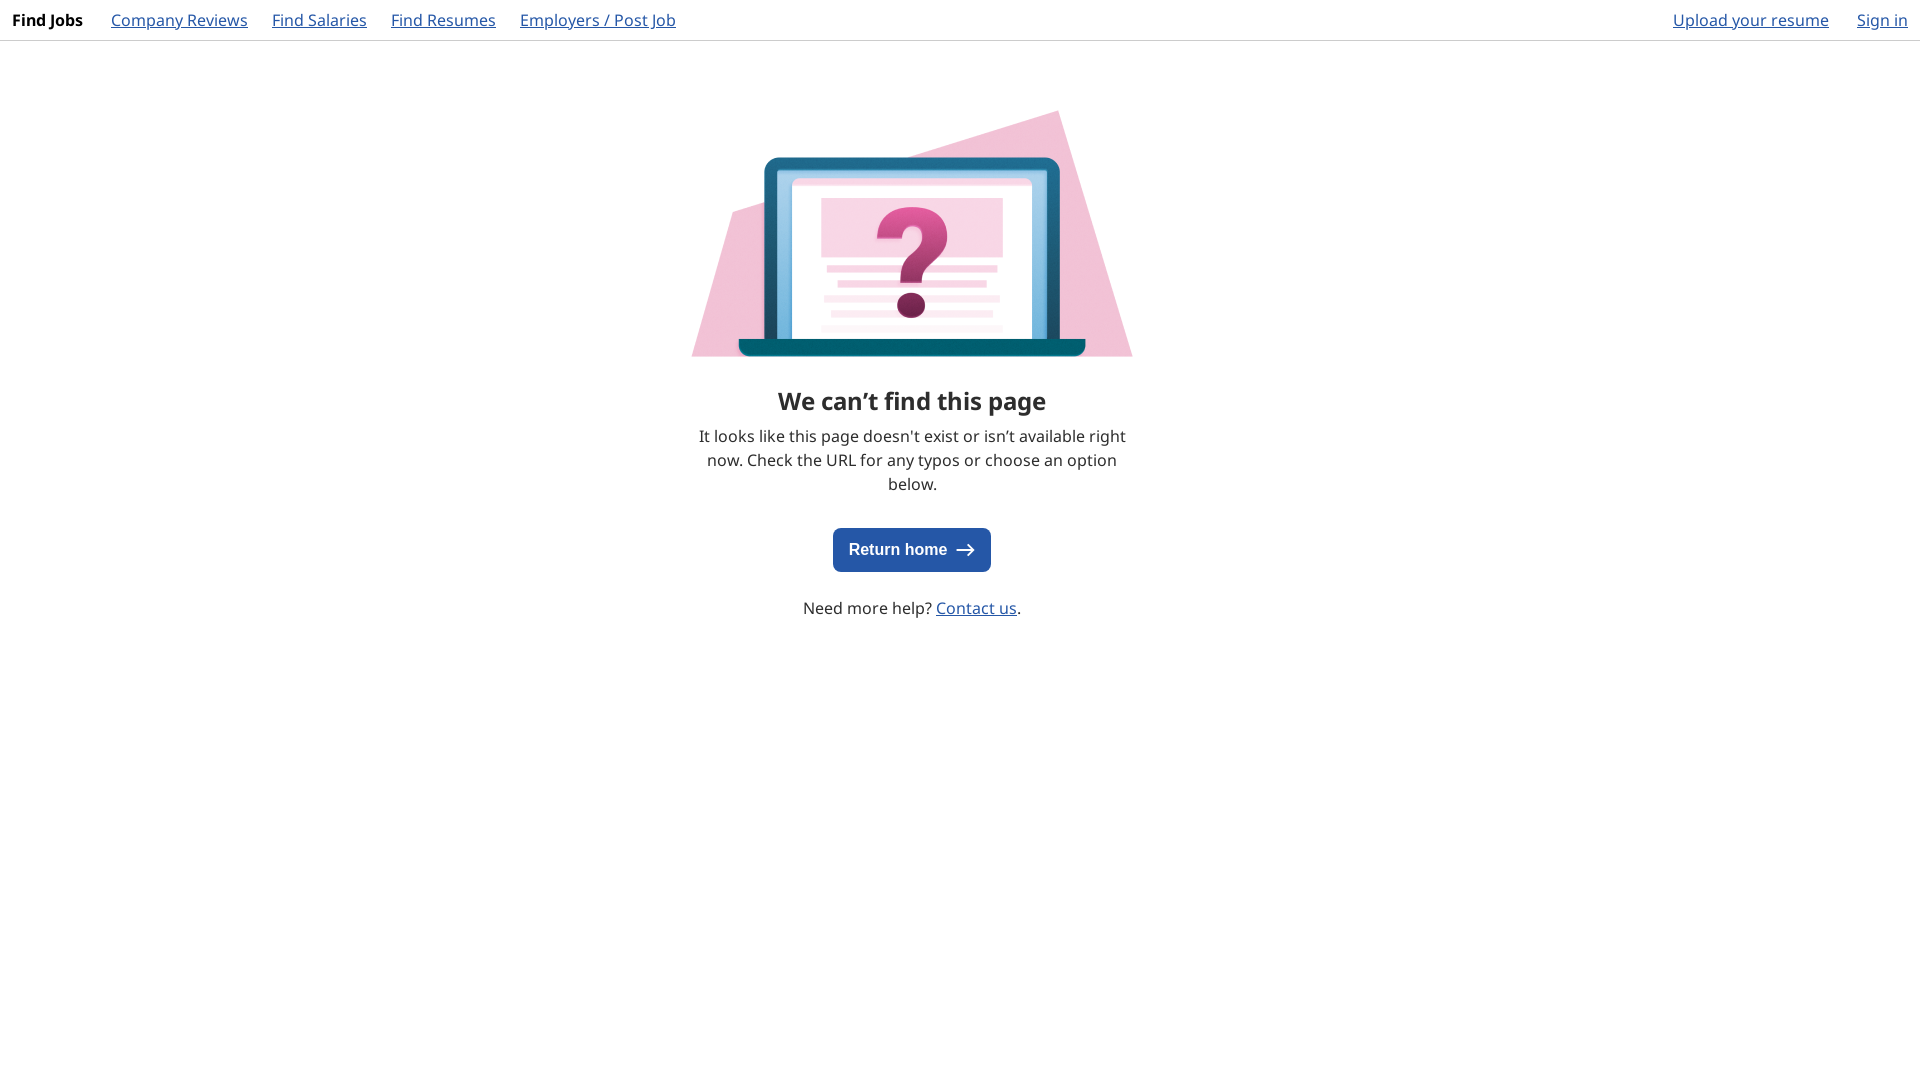 Find Jobs Company Reviews Find Salaries Find Resumes Employers / Post Job Upload your resume Sign in
?
We can’t find this page
It looks like this page doesn't exist or isn’t available right
now. Check the URL for any typos or choose an option
below.
Return home
Need more help? Contact us.